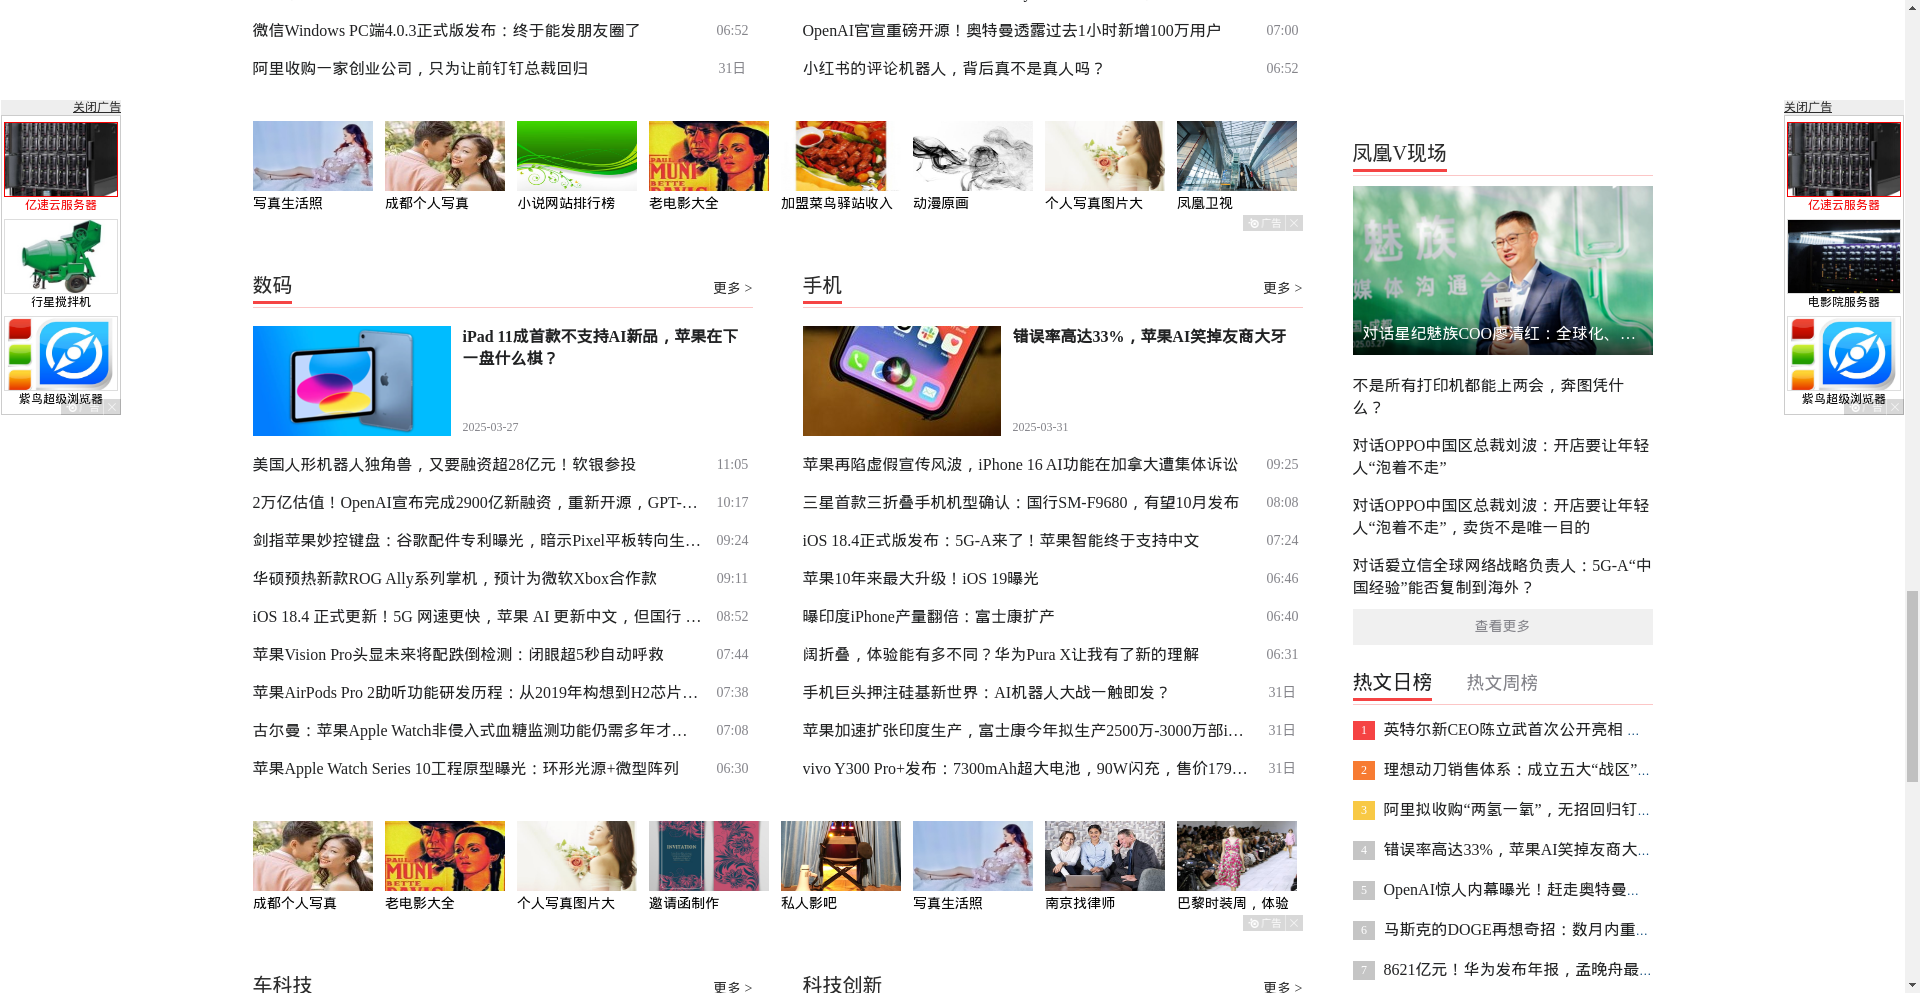 微信Windows PC端4.0.3正式版发布：终于能发朋友圈了 06:52
阿里收购一家创业公司，只为让前钉钉总裁回归 31日
OpenAI官宣重磅开源！奥特曼透露过去1小时新增100万用户 07:00
小红书的评论机器人，背后真不是真人吗？ 06:52
关闭广告
亿速云服务器
行星搅拌机
紫鸟超级浏览器
广告
写真生活照
成都个人写真
小说网站排行榜
老电影大全
加盟菜鸟驿站收入
动漫原画
个人写真图片大
凤凰卫视
广告
数码
更多 >
iPad 11成首款不支持AI新品，苹果在下
一盘什么棋？
2025-03-27
美国人形机器人独角兽，又要融资超28亿元！软银参投 11:05
2万亿估值！OpenAI宣布完成2900亿新融资，重新开源，GPT-… 10:17
剑指苹果妙控键盘：谷歌配件专利曝光，暗示Pixel平板转向生… 09:24
华硕预热新款ROG Ally系列掌机，预计为微软Xbox合作款 09:11
iOS 18.4 正式更新！5G 网速更快，苹果 AI 更新中文，但国行 … 08:52
苹果Vision Pro头显未来将配跌倒检测：闭眼超5秒自动呼救 07:44
苹果AirPods Pro 2助听功能研发历程：从2019年构想到H2芯片… 07:38
古尔曼：苹果Apple Watch非侵入式血糖监测功能仍需多年才… 07:08
苹果Apple Watch Series 10工程原型曝光：环形光源+微型阵列 06:30
手机
更多 >
错误率高达33%，苹果AI笑掉友商大牙
2025-03-31
苹果再陷虚假宣传风波，iPhone 16 AI功能在加拿大遭集体诉讼 09:25
三星首款三折叠手机机型确认：国行SM-F9680，有望10月发布 08:08
iOS 18.4正式版发布：5G-A来了！苹果智能终于支持中文 07:24
苹果10年来最大升级！iOS 19曝光 06:46
曝印度iPhone产量翻倍：富士康扩产 06:40
阔折叠，体验能有多不同？华为Pura X让我有了新的理解 06:31
手机巨头押注硅基新世界：AI机器人大战一触即发？ 31日
苹果加速扩张印度生产，富士康今年拟生产2500万-3000万部i… 31日
vivo Y300 Pro+发布：7300mAh超大电池，90W闪充，售价179… 31日
成都个人写真
老电影大全
个人写真图片大
INVITATION
邀请函制作
私人影吧
写真生活照
南京找律师
巴黎时装周，体验
广告
车科技
更多 >
科技创新
更多 >
凤凰V现场
魅族
媒体沟通会
对话星纪魅族COO廖清红：全球化、…
不是所有打印机都能上两会，奔图凭什
么？
对话OPPO中国区总裁刘波：开店要让年轻
人“泡着不走”
对话OPPO中国区总裁刘波：开店要让年轻
人“泡着不走”，卖货不是唯一目的
对话爱立信全球网络战略负责人：5G-A“中
国经验”能否复制到海外？
查看更多
热文日榜
热文周榜
1 英特尔新CEO陈立武首次公开亮相 …
2 理想动刀销售体系：成立五大“战区”…
3 阿里拟收购“两氢一氧”，无招回归钉…
4 错误率高达33%，苹果AI笑掉友商大…
5 OpenAI惊人内幕曝光！赶走奥特曼…
6 马斯克的DOGE再想奇招：数月内重…
7 8621亿元！华为发布年报，孟晚舟最…
关闭广告
亿速云服务器
电影院服务器
紫鸟超级浏览器
广告